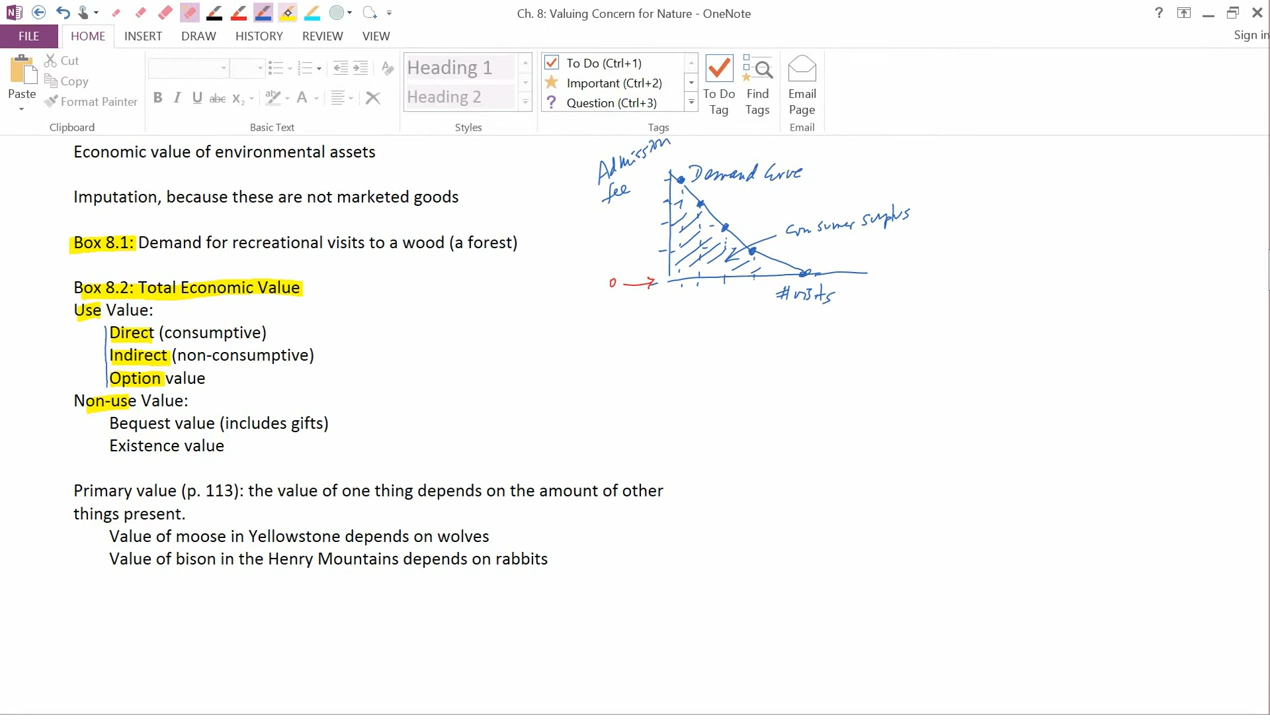 Ch. 8: Valuing Concern for Nature - OneNote
?
Sign in
FILE
HOME
INSERT
DRAW
HISTORY
REVIEW
VIEW
Paste
Cut
Copy
Format Painter
Clipboard
B I U abc X₂ A
Basic Text
Heading 1
Heading 2
Styles
To Do (Ctrl+1)
Important (Ctrl+2)
? Question (Ctrl+3)
To Do
Tag
Find
Tags
Tags
Email
Page
Email
Economic value of environmental assets
Imputation, because these are not marketed goods
Box 8.1: Demand for recreational visits to a wood (a forest)
Box 8.2: Total Economic Value
Use Value:
Direct (consumptive)
Indirect (non-consumptive)
Option value
Non-use Value:
Bequest value (includes gifts)
Existence value
Primary value (p. 113): the value of one thing depends on the amount of other
things present.
Value of moose in Yellowstone depends on wolves
Value of bison in the Henry Mountains depends on rabbits
Admission
fee
Demand Curve
Consumer surplus
0
# visits